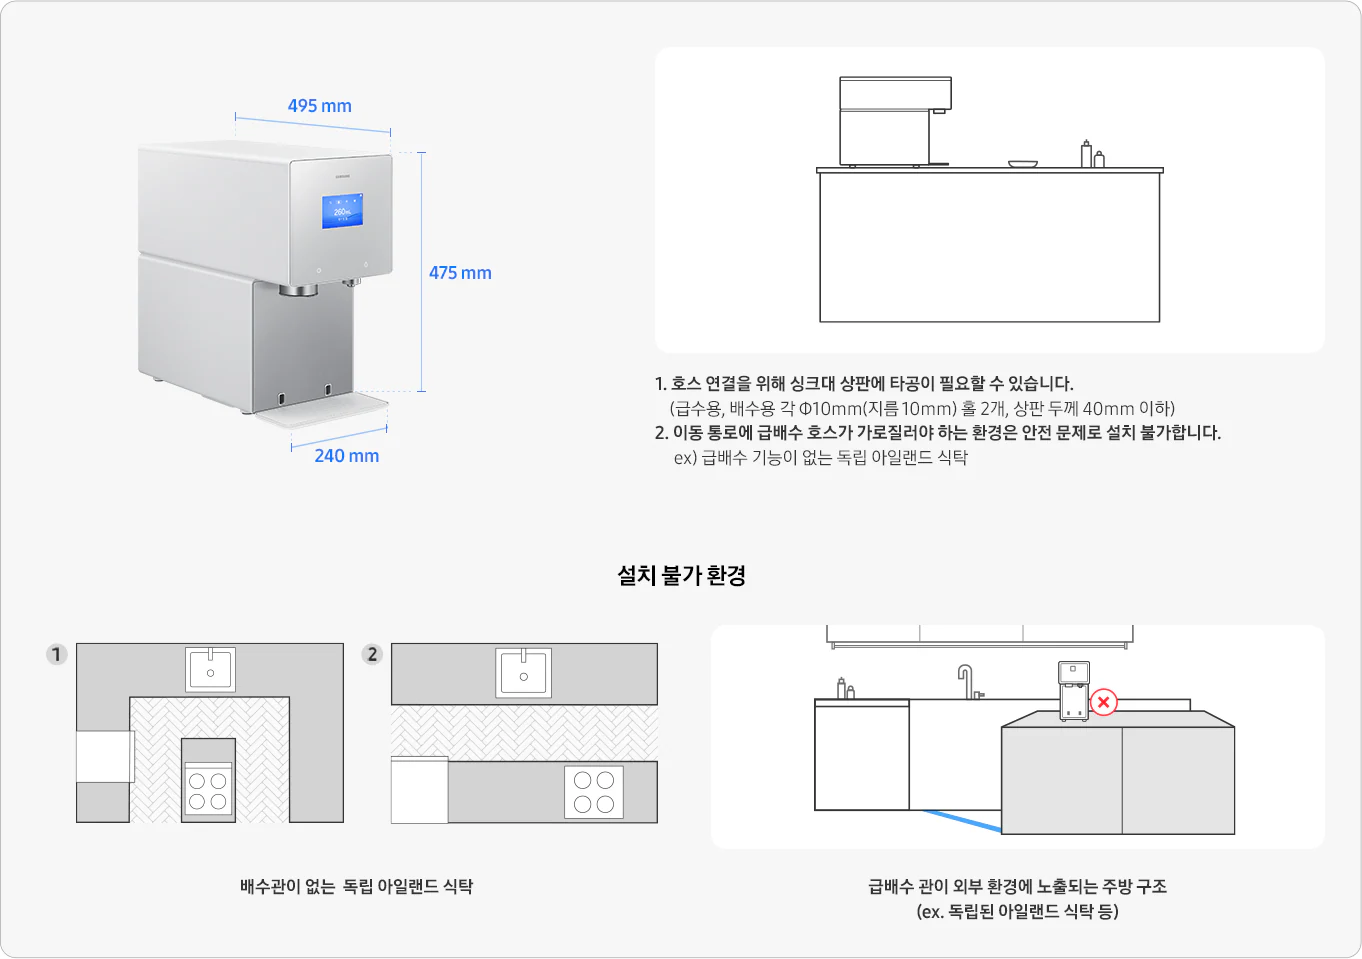 495 mm
SAMSUNG
260mL
475 mm
240 mm
1. 호스 연결을 위해 싱크대 상판에 타공이 필요할 수 있습니다.
(급수용, 배수용 각 Φ10mm(지름 10mm) 홀 2개, 상판 두께 40mm 이하)
2. 이동 통로에 급배수 호스가 가로질러야 하는 환경은 안전 문제로 설치 불가합니다.
ex) 급배수 기능이 없는 독립 아일랜드 식탁
설치 불가 환경
1
2
배수관이 없는 독립 아일랜드 식탁
급배수 관이 외부 환경에 노출되는 주방 구조
(ex. 독립된 아일랜드 식탁 등)